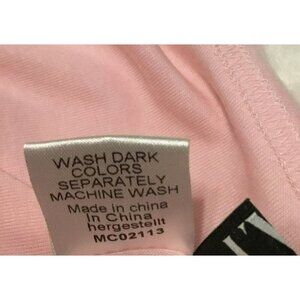 WASH DARK
COLORS
SEPARATELY
MACHINE WASH
Made in china
In China
hergestellt
MC02113